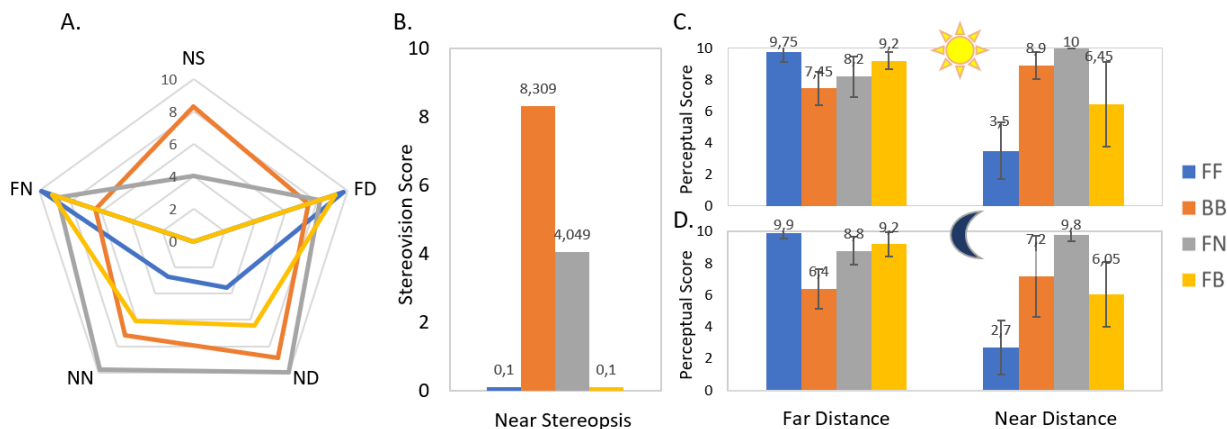 A.
NS
10
8
6
4
2
0
FN
FD
NN
ND
B.
Stereovision Score
10
8
6
4
2
0
0,1
8,309
4,049
0,1
Near Stereopsis
C.
Perceptual Score
10
8
6
4
2
0
9,75
7,45
8,2
9,2
3,5
8,9
10
6,45
D.
Perceptual Score
10
8
6
4
2
0
9,9
6,4
8,8
9,2
2,7
7,2
9,8
6,05
Far Distance
Near Distance
FF
BB
FN
FB